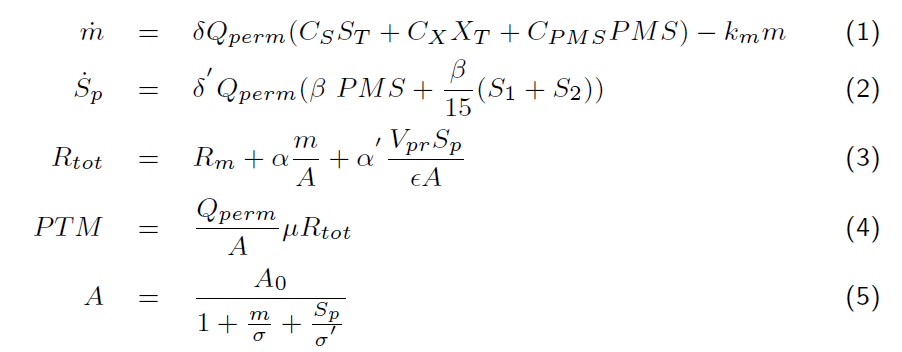 ṁ = δQ_perm(C_S S_T + C_X X_T + C_PMS PMS) − k_m m (1)
Ṡ_p = δ′Q_perm(β PMS + β/15 (S_1 + S_2)) (2)
R_tot = R_m + α m/A + α′ V_pr S_p/ϵA (3)
PTM = Q_perm/A μR_tot (4)
A = A_0/(1 + m/σ + S_p/σ′) (5)